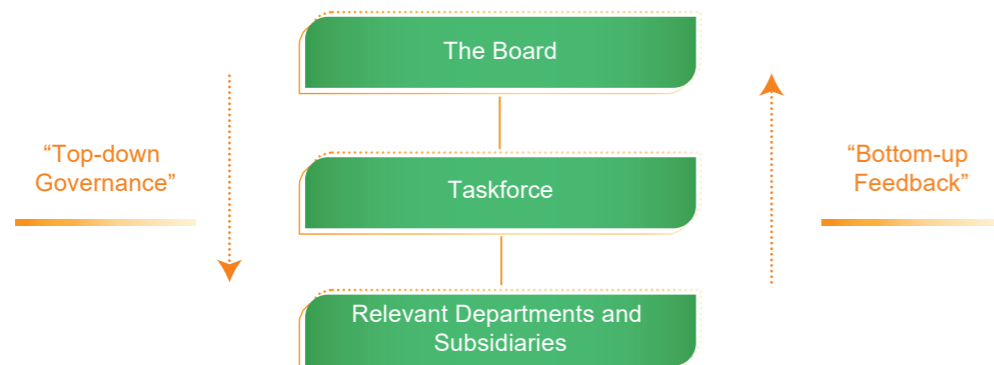 The Board
“Top-down
Governance”
“Bottom-up
Feedback”
Taskforce
Relevant Departments and
Subsidiaries